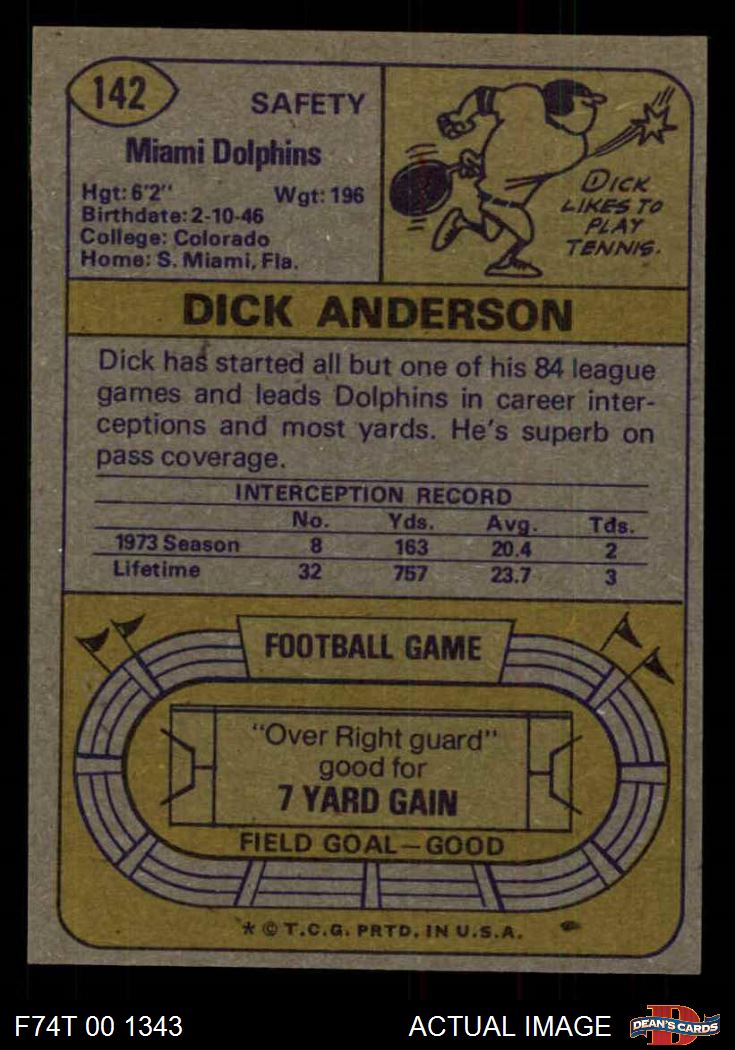 142
SAFETY
Miami Dolphins
Hgt: 6'2" Wgt: 196
Birthdate: 2-10-46
College: Colorado
Home: S. Miami, Fla.
DICK
LIKES TO
PLAY
TENNIS.
DICK ANDERSON
Dick has started all but one of his 84 league
games and leads Dolphins in career inter-
ceptions and most yards. He's superb on
pass coverage.
INTERCEPTION RECORD
No. Yds. Avg. Tds.
1973 Season 8 163 20.4 2
Lifetime 32 757 23.7 3
FOOTBALL GAME
"Over Right guard"
good for
7 YARD GAIN
FIELD GOAL—GOOD
* © T.C.G. PRTD. IN U.S.A.
F74T 00 1343 ACTUAL IMAGE
D
DEAN'S CARDS